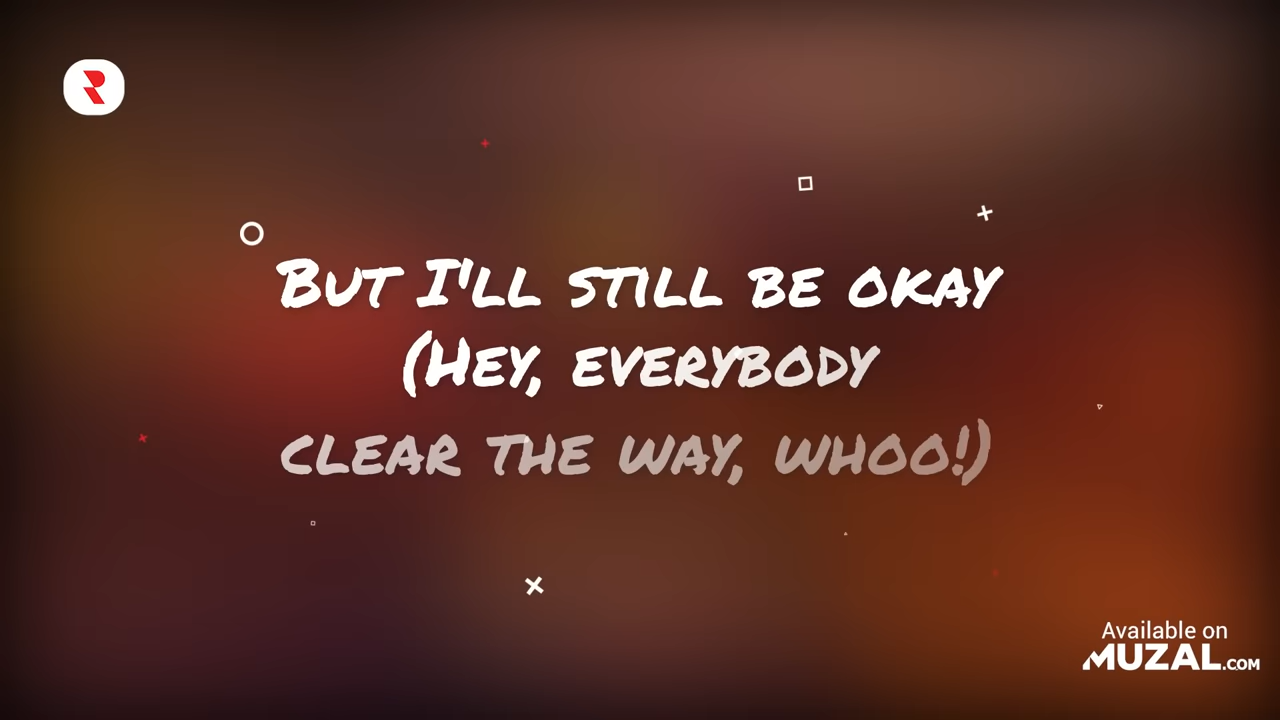 But I'll still be okay
(Hey, everybody
clear the way, whoo!)
Available on
MUZAL.COM